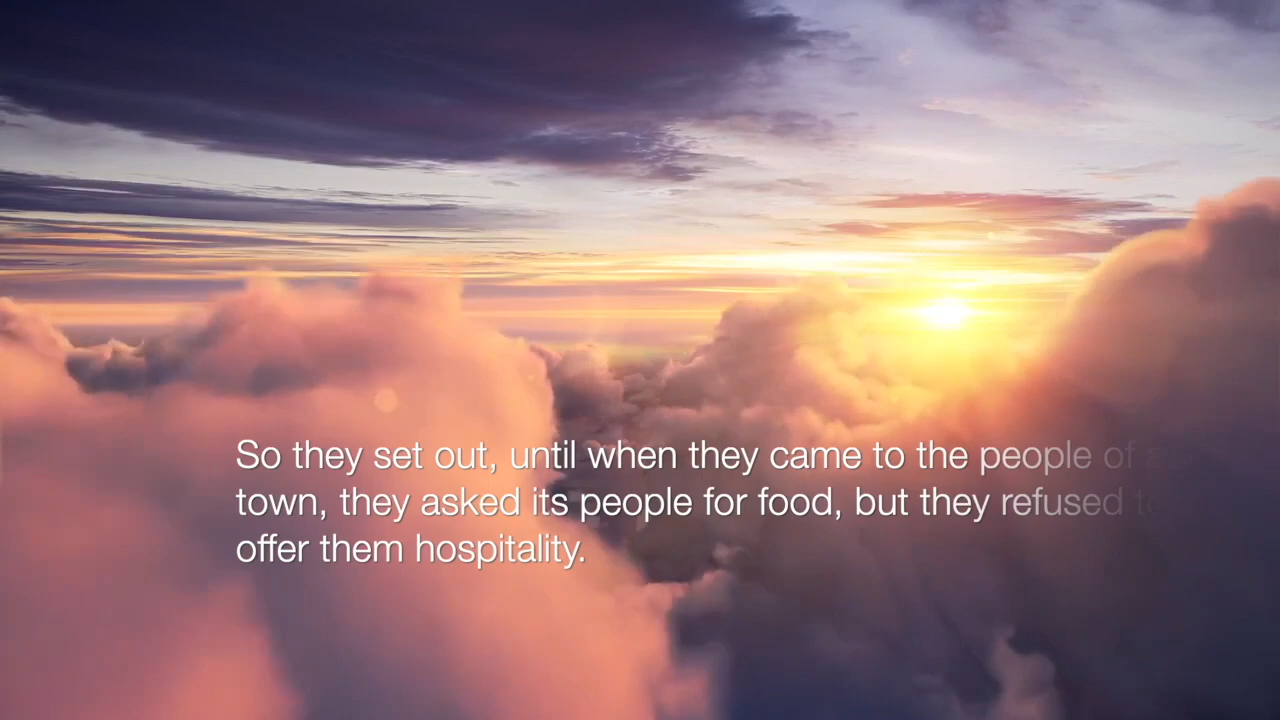 So they set out, until when they came to the people of a
town, they asked its people for food, but they refused to
offer them hospitality.